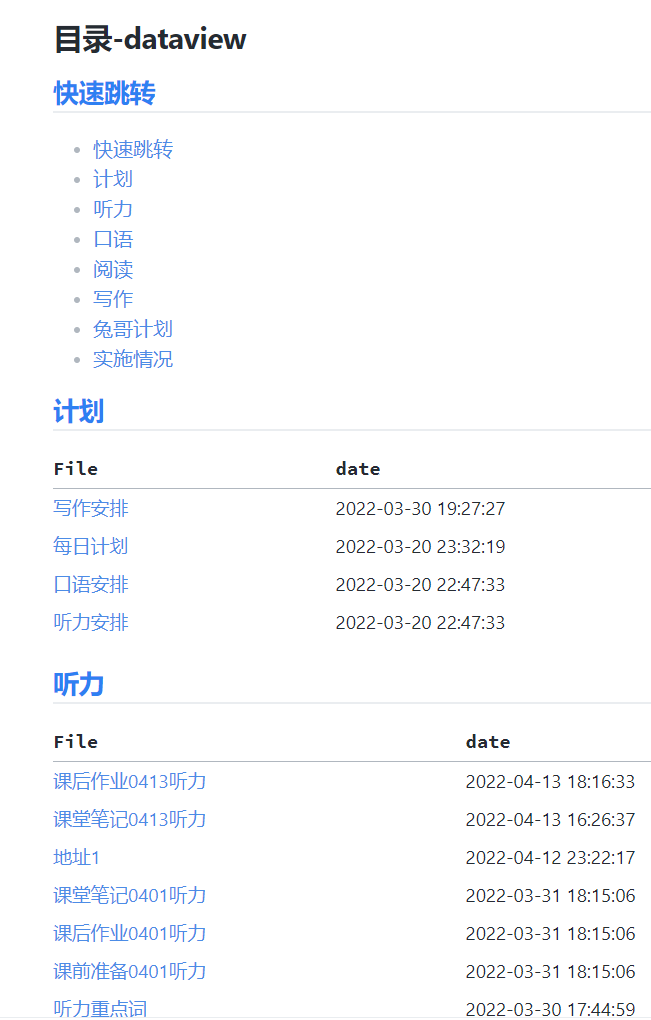 目录-dataview
快速跳转
快速跳转
计划
听力
口语
阅读
写作
兔哥计划
实施情况
计划
File date
写作安排 2022-03-30 19:27:27
每日计划 2022-03-20 23:32:19
口语安排 2022-03-20 22:47:33
听力安排 2022-03-20 22:47:33
听力
File date
课后作业0413听力 2022-04-13 18:16:33
课堂笔记0413听力 2022-04-13 16:26:37
地址1 2022-04-12 23:22:17
课堂笔记0401听力 2022-03-31 18:15:06
课后作业0401听力 2022-03-31 18:15:06
课前准备0401听力 2022-03-31 18:15:06
听力重点词 2022-03-30 17:44:59